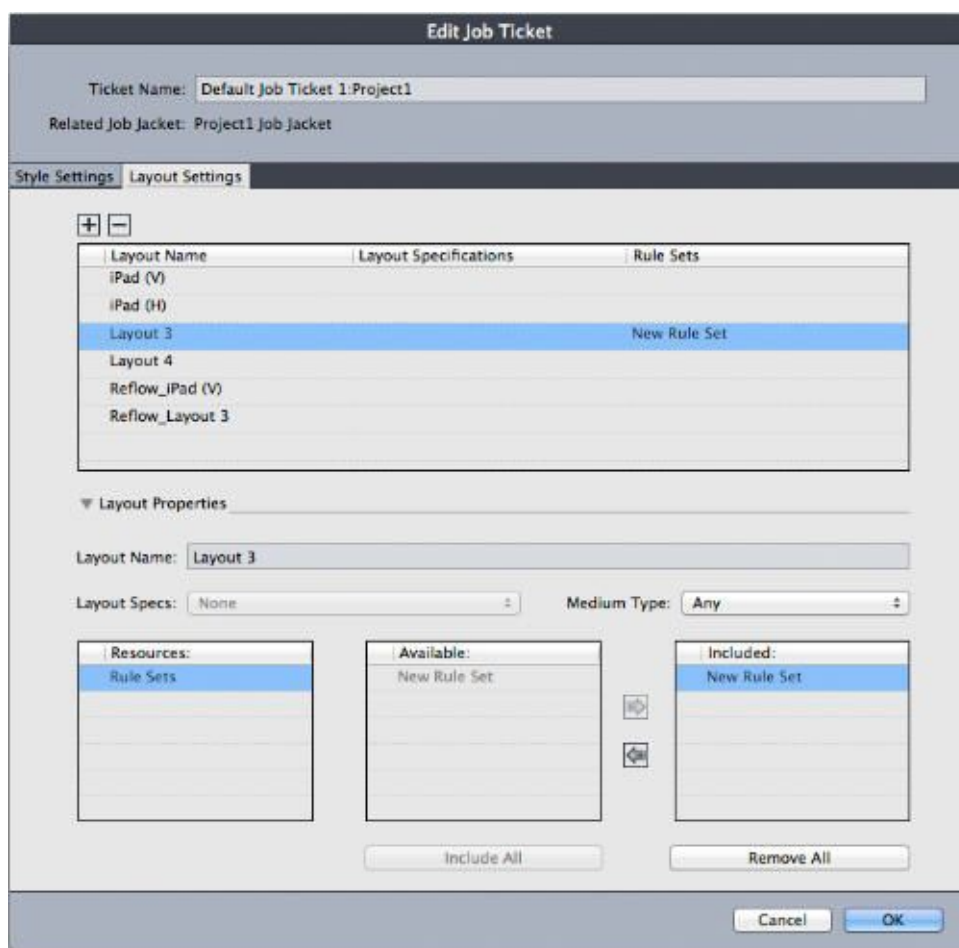 Edit Job Ticket
Ticket Name: Default Job Ticket 1:Project1
Related Job Jacket: Project1 Job Jacket
Style Settings Layout Settings
Layout Name Layout Specifications Rule Sets
iPad (V)
iPad (H)
Layout 3 New Rule Set
Layout 4
Reflow_iPad (V)
Reflow_Layout 3
Layout Properties
Layout Name: Layout 3
Layout Specs: None Medium Type: Any
Resources: Available: Included:
Rule Sets New Rule Set New Rule Set
Include All Remove All
Cancel OK